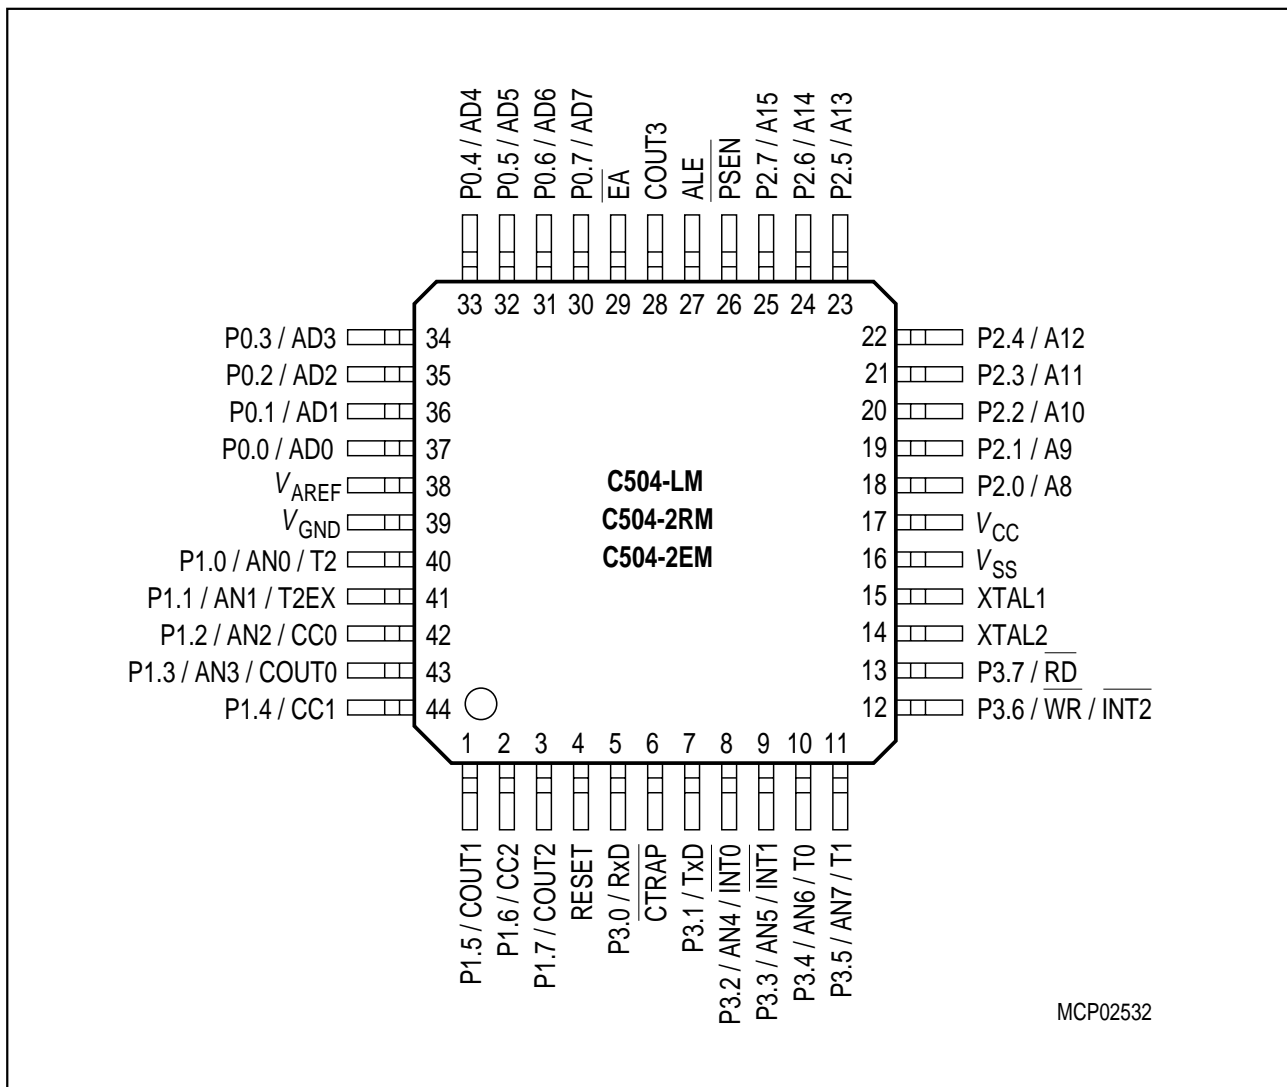 P0.4 / AD4
P0.5 / AD5
P0.6 / AD6
P0.7 / AD7
E̅A̅
COUT3
ALE
P̅S̅E̅N̅
P2.7 / A15
P2.6 / A14
P2.5 / A13
33 32 31 30 29 28 27 26 25 24 23
P0.3 / AD3 34
P0.2 / AD2 35
P0.1 / AD1 36
P0.0 / AD0 37
VAREF 38
VGND 39
P1.0 / AN0 / T2 40
P1.1 / AN1 / T2EX 41
P1.2 / AN2 / CC0 42
P1.3 / AN3 / COUT0 43
P1.4 / CC1 44
C504-LM
C504-2RM
C504-2EM
22 P2.4 / A12
21 P2.3 / A11
20 P2.2 / A10
19 P2.1 / A9
18 P2.0 / A8
17 VCC
16 VSS
15 XTAL1
14 XTAL2
13 P3.7 / R̅D̅
12 P3.6 / W̅R̅ / I̅N̅T̅2̅
1 2 3 4 5 6 7 8 9 10 11
P1.5 / COUT1
P1.6 / CC2
P1.7 / COUT2
RESET
P3.0 / RxD
C̅T̅R̅A̅P̅
P3.1 / TxD
P3.2 / AN4 / I̅N̅T̅0̅
P3.3 / AN5 / I̅N̅T̅1̅
P3.4 / AN6 / T0
P3.5 / AN7 / T1
MCP02532